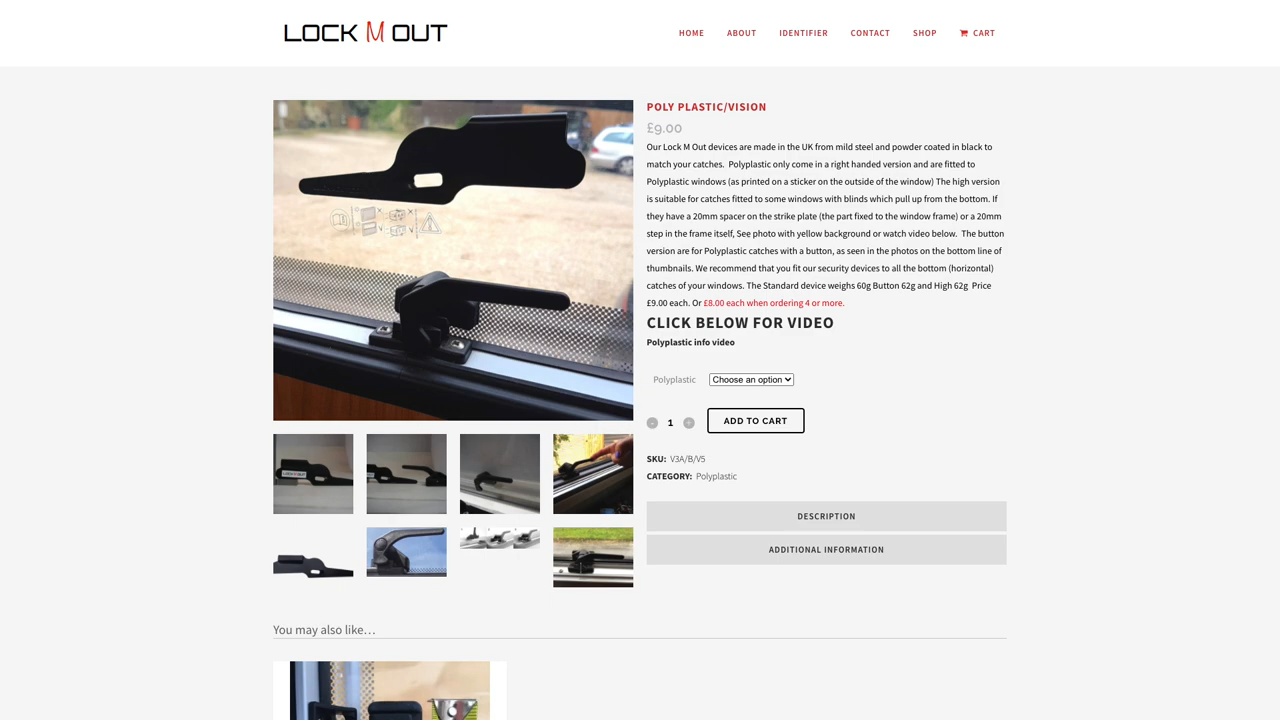 LOCK M OUT
HOME ABOUT IDENTIFIER CONTACT SHOP CART
POLY PLASTIC/VISION
£9.00
Our Lock M Out devices are made in the UK from mild steel and powder coated in black to
match your catches.  Polyplastic only come in a right handed version and are fitted to
Polyplastic windows (as printed on a sticker on the outside of the window) The high version
is suitable for catches fitted to some windows with blinds which pull up from the bottom. If
they have a 20mm spacer on the strike plate (the part fixed to the window frame) or a 20mm
step in the frame itself, See photo with yellow background or watch video below.  The button
version are for Polyplastic catches with a button, as seen in the photos on the bottom line of
thumbnails. We recommend that you fit our security devices to all the bottom (horizontal)
catches of your windows. The Standard device weighs 60g Button 62g and High 62g  Price
£9.00 each. Or £8.00 each when ordering 4 or more.
CLICK BELOW FOR VIDEO
Polyplastic info video
Polyplastic Choose an option
- 1 + ADD TO CART
SKU: V3A/B/V5
CATEGORY: Polyplastic
DESCRIPTION
ADDITIONAL INFORMATION
LOCK M OUT
You may also like…